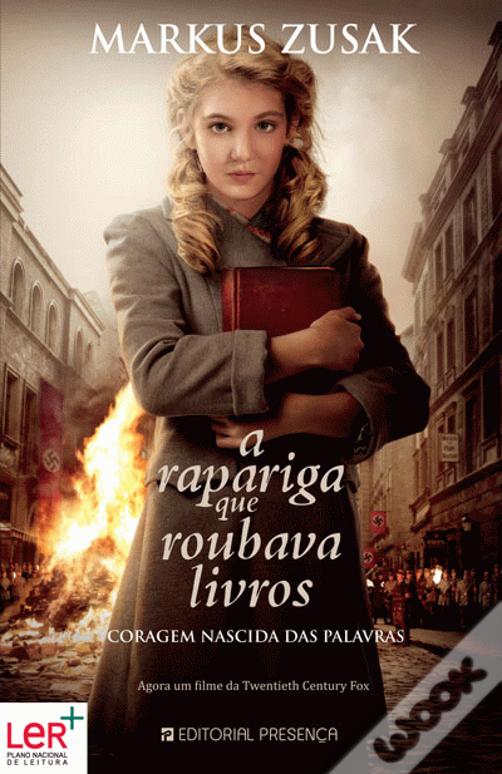 MARKUS ZUSAK
a
rapariga
que
roubava
livros
CORAGEM NASCIDA DAS PALAVRAS
Agora um filme da Twentieth Century Fox
EDITORIAL PRESENÇA
LER+
PLANO NACIONAL
DE LEITURA
wook